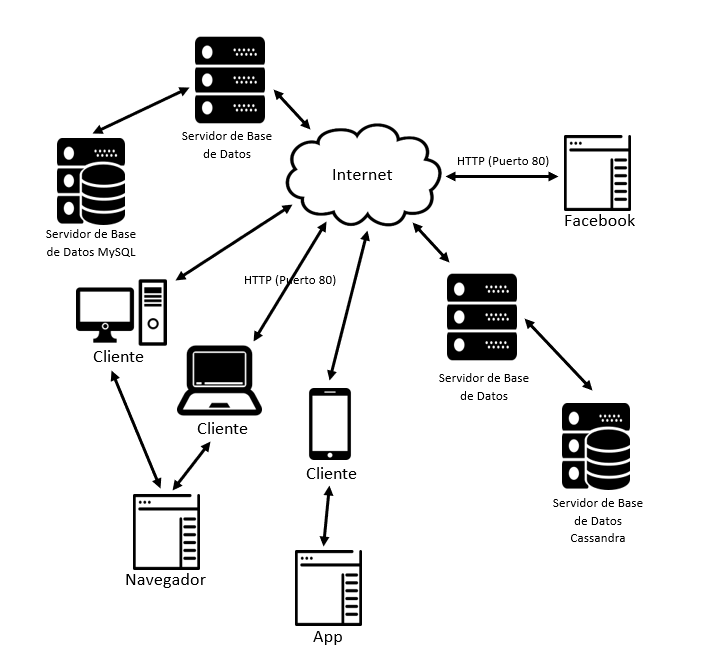 Servidor de Base
de Datos
Internet
HTTP (Puerto 80)
Facebook
Servidor de Base
de Datos MySQL
HTTP (Puerto 80)
Cliente
Cliente
Cliente
Servidor de Base
de Datos
Servidor de Base
de Datos
Cassandra
Navegador
App